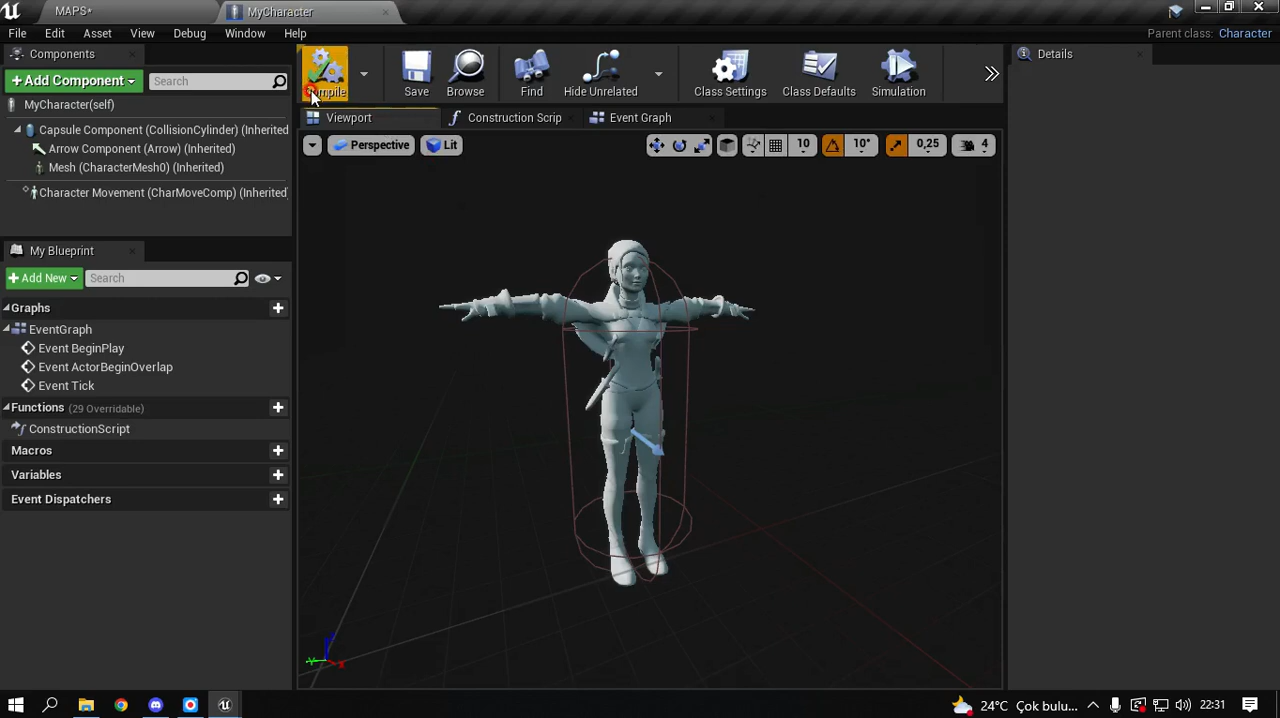 MAPS*
MyCharacter
File Edit Asset View Debug Window Help
Parent class: Character
Components
+Add Component
Search
MyCharacter(self)
Capsule Component (CollisionCylinder) (Inherited
Arrow Component (Arrow) (Inherited)
Mesh (CharacterMesh0) (Inherited)
Character Movement (CharMoveComp) (Inherited
My Blueprint
+Add New
Search
Graphs
EventGraph
Event BeginPlay
Event ActorBeginOverlap
Event Tick
Functions (29 Overridable)
ConstructionScript
Macros
Variables
Event Dispatchers
Compile
Save
Browse
Find
Hide Unrelated
Class Settings
Class Defaults
Simulation
Viewport
Construction Scrip
Event Graph
Perspective
Lit
10
10°
0,25
4
Details
24°C Çok bulu...
22:31